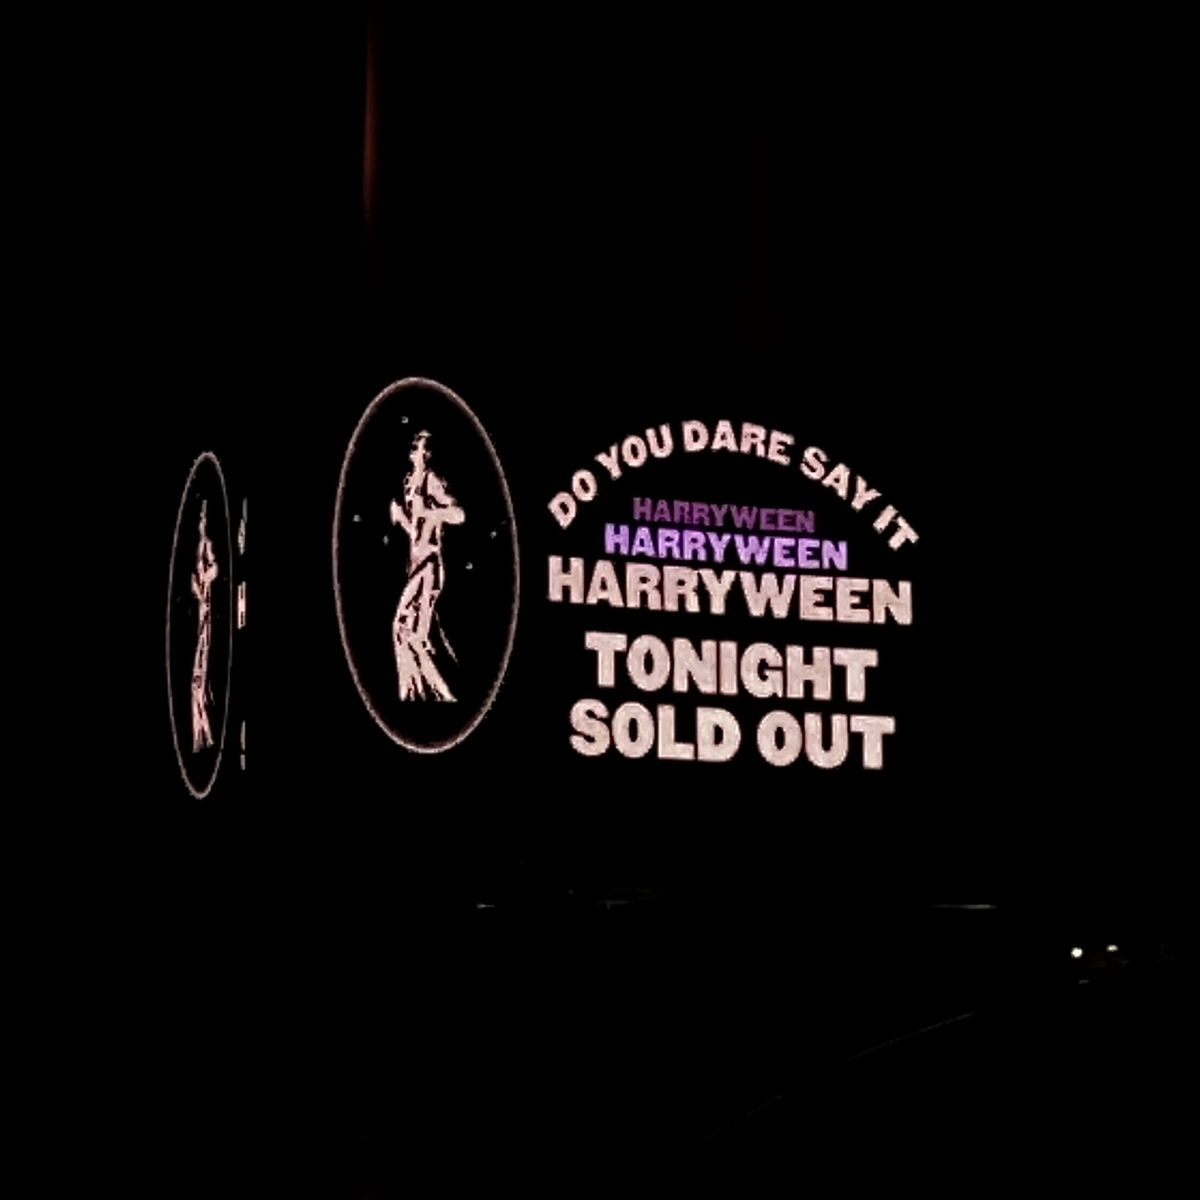 DO YOU DARE SAY IT
HARRYWEEN
HARRYWEEN
HARRYWEEN
TONIGHT
SOLD OUT